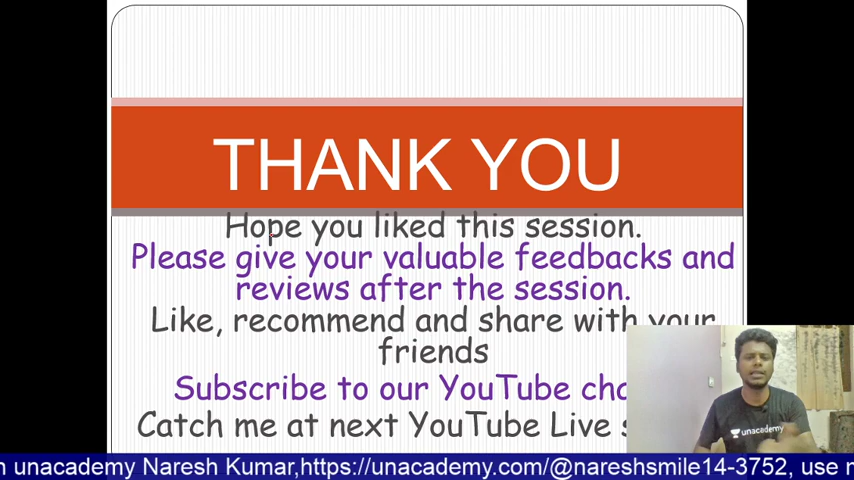 THANK YOU
Hope you liked this session.
Please give your valuable feedbacks and
reviews after the session.
Like, recommend and share with your
friends
Subscribe to our YouTube
Catch me at next YouTube Live
unacademy
unacademy Naresh Kumar,https://unacademy.com/@nareshsmile14-3752, use